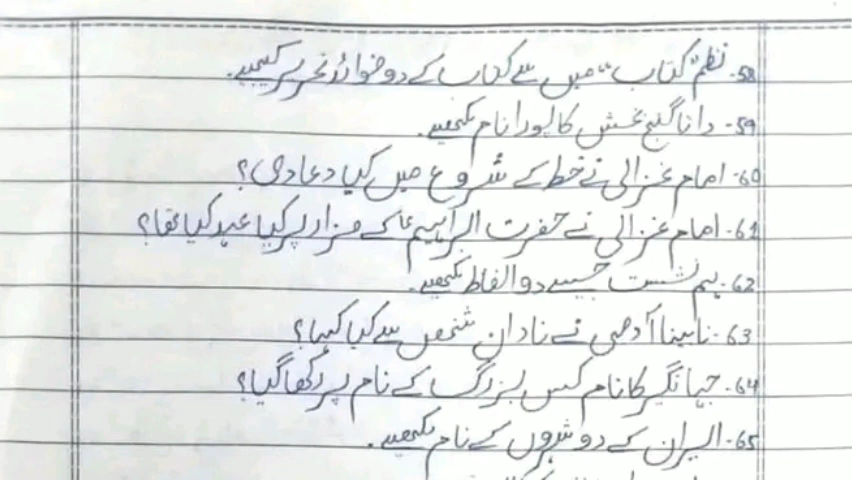 58- نظم "کتاب" میں سے کتاب کے دو فوائد تحریر کیجیے۔
59- داتا گنج بخش کا پورا نام لکھیے۔
60- امام غزالی نے خط کے شروع میں کیا دعا دی؟
61- امام غزالی نے حضرت ابراہیمؑ کے مزار پر کیا عہد کیا تھا؟
62- ہم نشست جیسے دو الفاظ لکھیے۔
63- نابینا آدمی نے نادان شخص سے کیا کہا؟
64- جہانگیر کا نام کس بزرگ کے نام پر رکھا گیا؟
65- ایران کے دو شہروں کے نام لکھیے۔